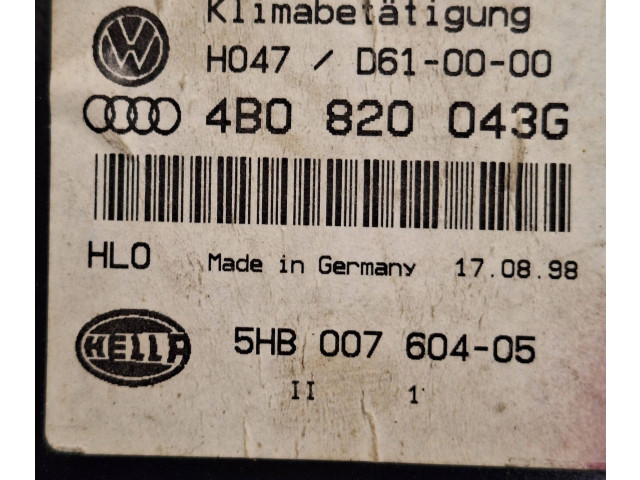 Klimabetätigung
H047 / D61-00-00
4B0 820 043G
HLO Made in Germany 17.08.98
HELLA 5HB 007 604-05
II 1